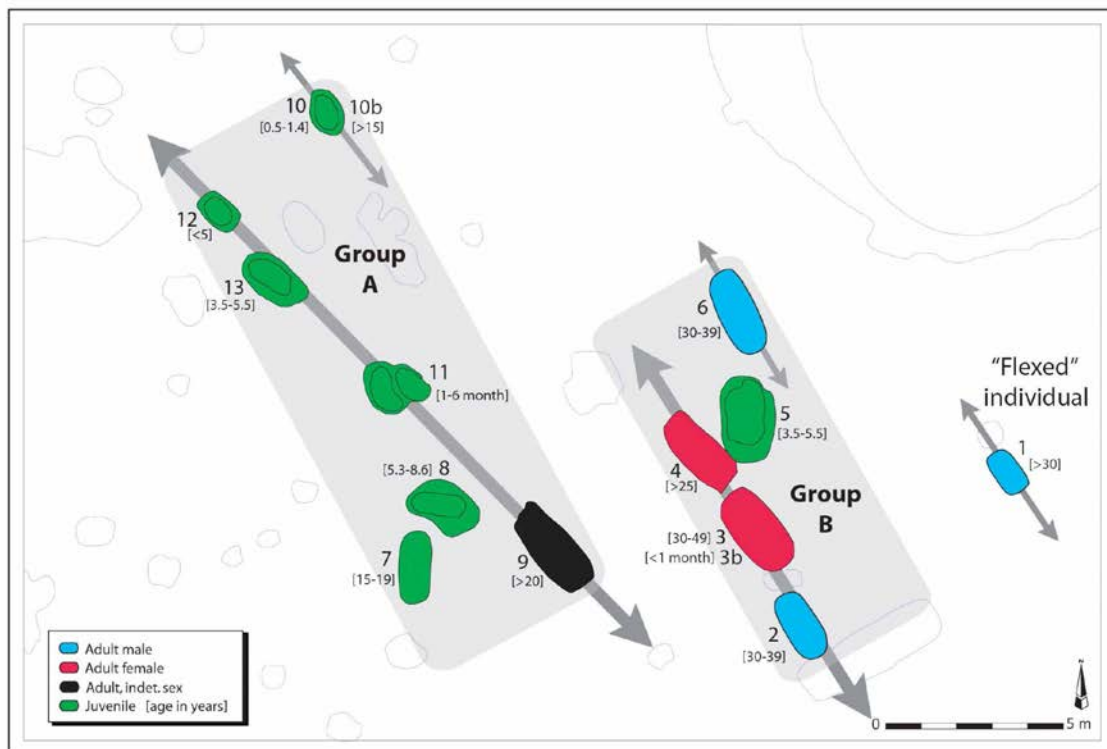 10
[0.5-1.4]
10b
[>15]
12
[<5]
Group
A
13
[3.5-5.5]
11
[1-6 month]
[5.3-8.6] 8
7
[15-19]
9
[>20]
6
[30-39]
5
[3.5-5.5]
4
[>25]
Group
B
[30-49] 3
[<1 month] 3b
2
[30-39]
"Flexed"
individual
1
[>30]
Adult male
Adult female
Adult, indet. sex
Juvenile [age in years]
N
0 5 m